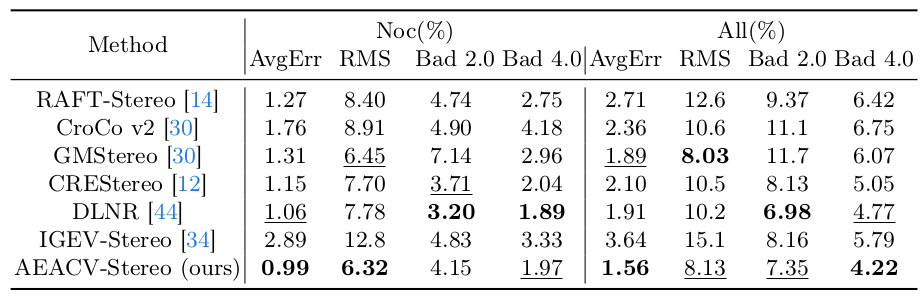 Method Noc(%) All(%)
AvgErr RMS Bad 2.0 Bad 4.0 AvgErr RMS Bad 2.0 Bad 4.0
RAFT-Stereo [14] 1.27 8.40 4.74 2.75 2.71 12.6 9.37 6.42
CroCo v2 [30] 1.76 8.91 4.90 4.18 2.36 10.6 11.1 6.75
GMStereo [30] 1.31 6.45 7.14 2.96 1.89 8.03 11.7 6.07
CREStereo [12] 1.15 7.70 3.71 2.04 2.10 10.5 8.13 5.05
DLNR [44] 1.06 7.78 3.20 1.89 1.91 10.2 6.98 4.77
IGEV-Stereo [34] 2.89 12.8 4.83 3.33 3.64 15.1 8.16 5.79
AEACV-Stereo (ours) 0.99 6.32 4.15 1.97 1.56 8.13 7.35 4.22